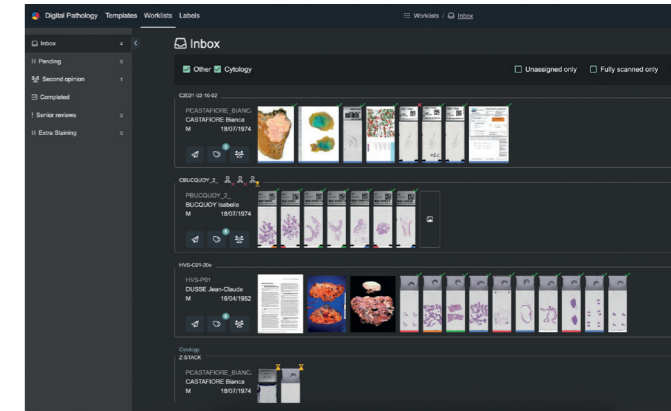 Digital Pathology Templates Worklists Labels
Worklists / Inbox
Inbox 4
Pending 0
Second opinion 1
Completed
Senior reviews 0
Extra Staining 0
Inbox
Other Cytology
Unassigned only Fully scanned only
C2021-02-10-02
PCASTAFIORE_BIANC.
CASTAFIORE Bianca
M 18/07/1974
CBUCQUOY_2_
PBUCQUOY_2_
BUCQUOY Isabelle
M 18/07/1974
HVS-C01-20x
HVS-P01
DUSSE Jean-Claude
M 18/04/1952
Cytology
Z-STACK
PCASTAFIORE_BIANC.
CASTAFIORE Bianca
M 18/07/1974